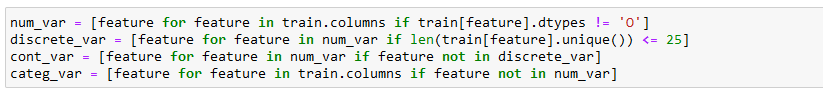 num_var = [feature for feature in train.columns if train[feature].dtypes != 'O']
discrete_var = [feature for feature in num_var if len(train[feature].unique()) <= 25]
cont_var = [feature for feature in num_var if feature not in discrete_var]
categ_var = [feature for feature in train.columns if feature not in num_var]